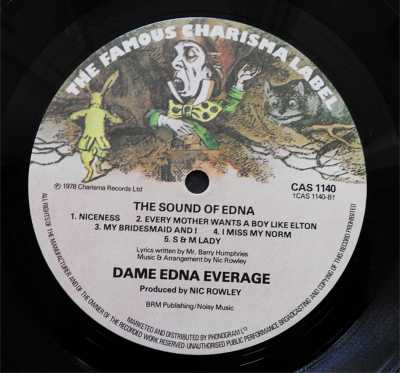 THE FAMOUS CHARISMA LABEL
℗ 1978 Charisma Records Ltd
CAS 1140
1CAS 1140-B1
THE SOUND OF EDNA
1. NICENESS 2. EVERY MOTHER WANTS A BOY LIKE ELTON
3. MY BRIDESMAID AND I 4. I MISS MY NORM
5. S & M LADY
Lyrics written by Mr. Barry Humphries
Music & Arrangement by Nic Rowley
DAME EDNA EVERAGE
Produced by NIC ROWLEY
BRM Publishing/Noisy Music
MARKETED AND DISTRIBUTED BY PHONOGRAM LTD
ALL RIGHTS OF THE MANUFACTURER AND OF THE OWNER OF THE RECORDED WORK RESERVED · UNAUTHORISED PUBLIC PERFORMANCE BROADCASTING AND COPYING OF THIS RECORD PROHIBITED